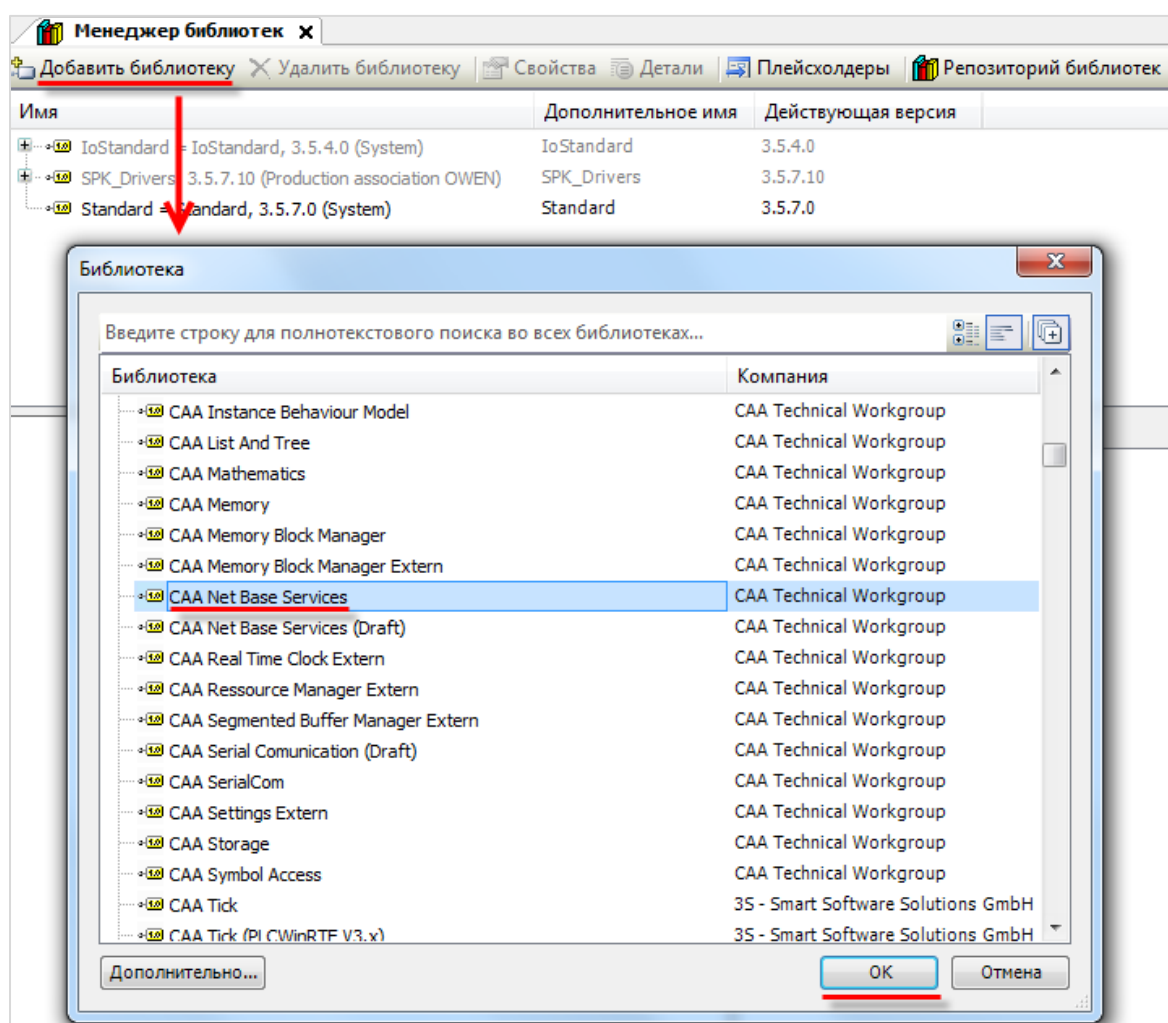 Менеджер библиотек x
Добавить библиотеку Удалить библиотеку Свойства Детали Плейсхолдеры Репозиторий библиотек
Имя Дополнительное имя Действующая версия
IoStandard = IoStandard, 3.5.4.0 (System) IoStandard 3.5.4.0
SPK_Drivers, 3.5.7.10 (Production association OWEN) SPK_Drivers 3.5.7.10
Standard = Standard, 3.5.7.0 (System) Standard 3.5.7.0
Библиотека
Введите строку для полнотекстового поиска во всех библиотеках...
Библиотека Компания
CAA Instance Behaviour Model CAA Technical Workgroup
CAA List And Tree CAA Technical Workgroup
CAA Mathematics CAA Technical Workgroup
CAA Memory CAA Technical Workgroup
CAA Memory Block Manager CAA Technical Workgroup
CAA Memory Block Manager Extern CAA Technical Workgroup
CAA Net Base Services CAA Technical Workgroup
CAA Net Base Services (Draft) CAA Technical Workgroup
CAA Real Time Clock Extern CAA Technical Workgroup
CAA Ressource Manager Extern CAA Technical Workgroup
CAA Segmented Buffer Manager Extern CAA Technical Workgroup
CAA Serial Comunication (Draft) CAA Technical Workgroup
CAA SerialCom CAA Technical Workgroup
CAA Settings Extern CAA Technical Workgroup
CAA Storage CAA Technical Workgroup
CAA Symbol Access CAA Technical Workgroup
CAA Tick 3S - Smart Software Solutions GmbH
CAA Tick (PLCWinRTE V3.x) 3S - Smart Software Solutions GmbH
Дополнительно... OK Отмена